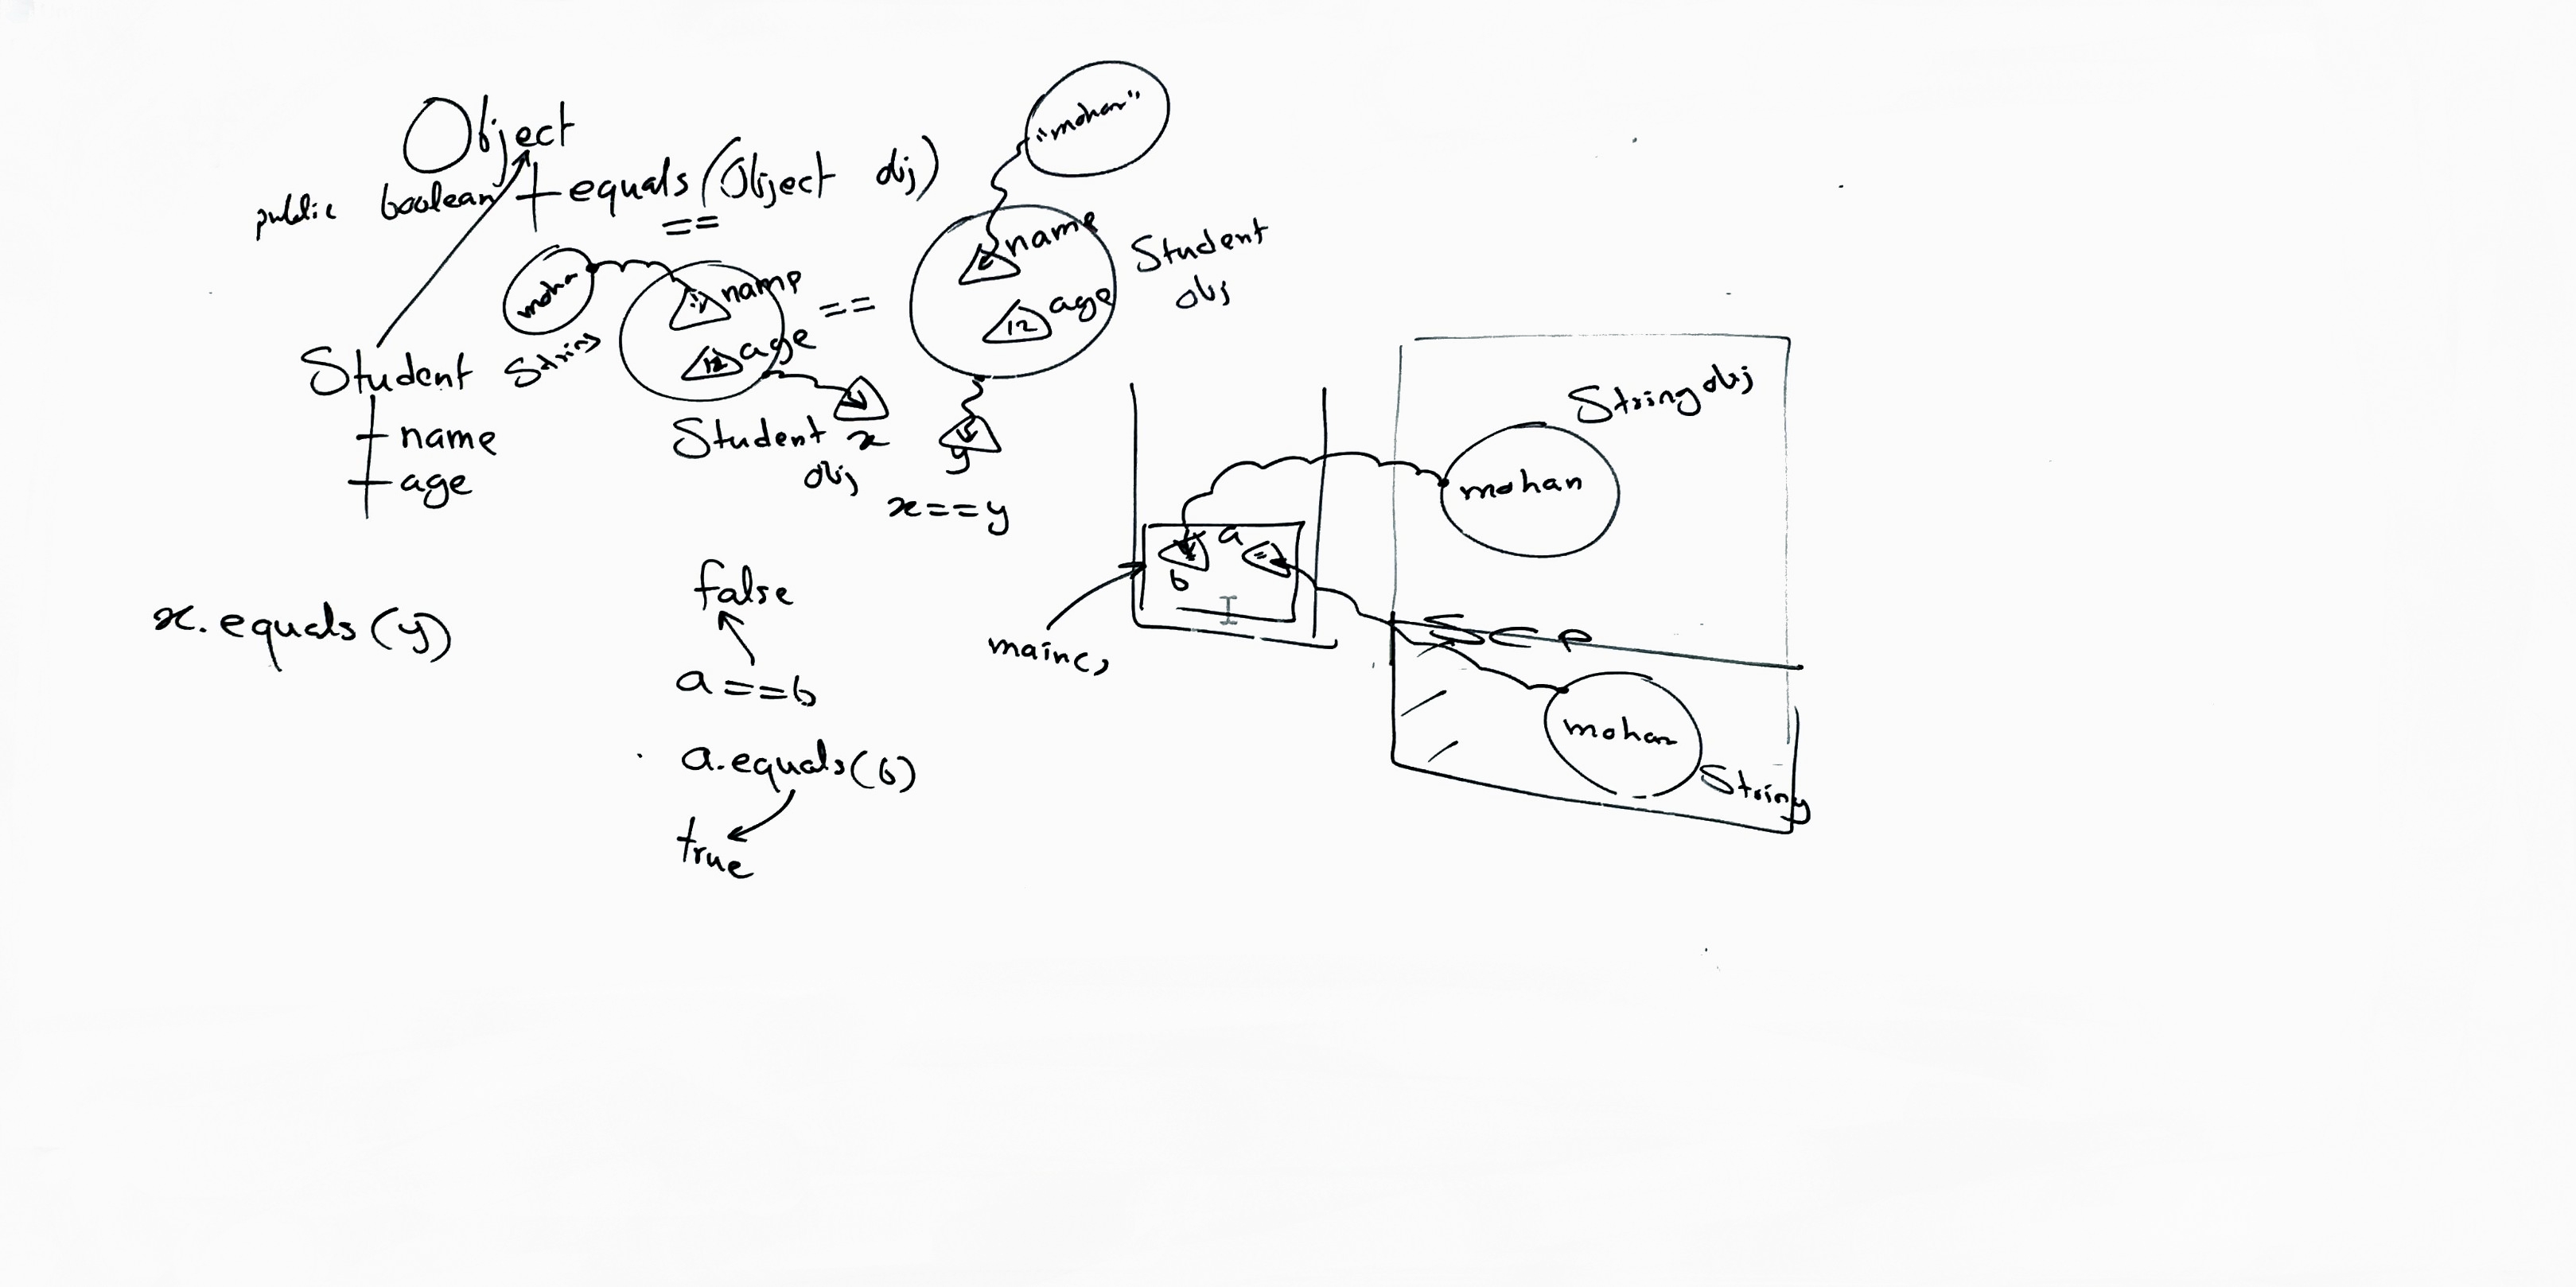 Object
public boolean equals(Object obj)
==
"mohan"
name
age
12
Student
obj
mohan
String
name
age
12
==
Student
obj
x
y
x==y
Student
name
age
x.equals(y)
false
a==b
a.equals(b)
true
a
b
main()
String obj
mohan
SCP
mohan
String